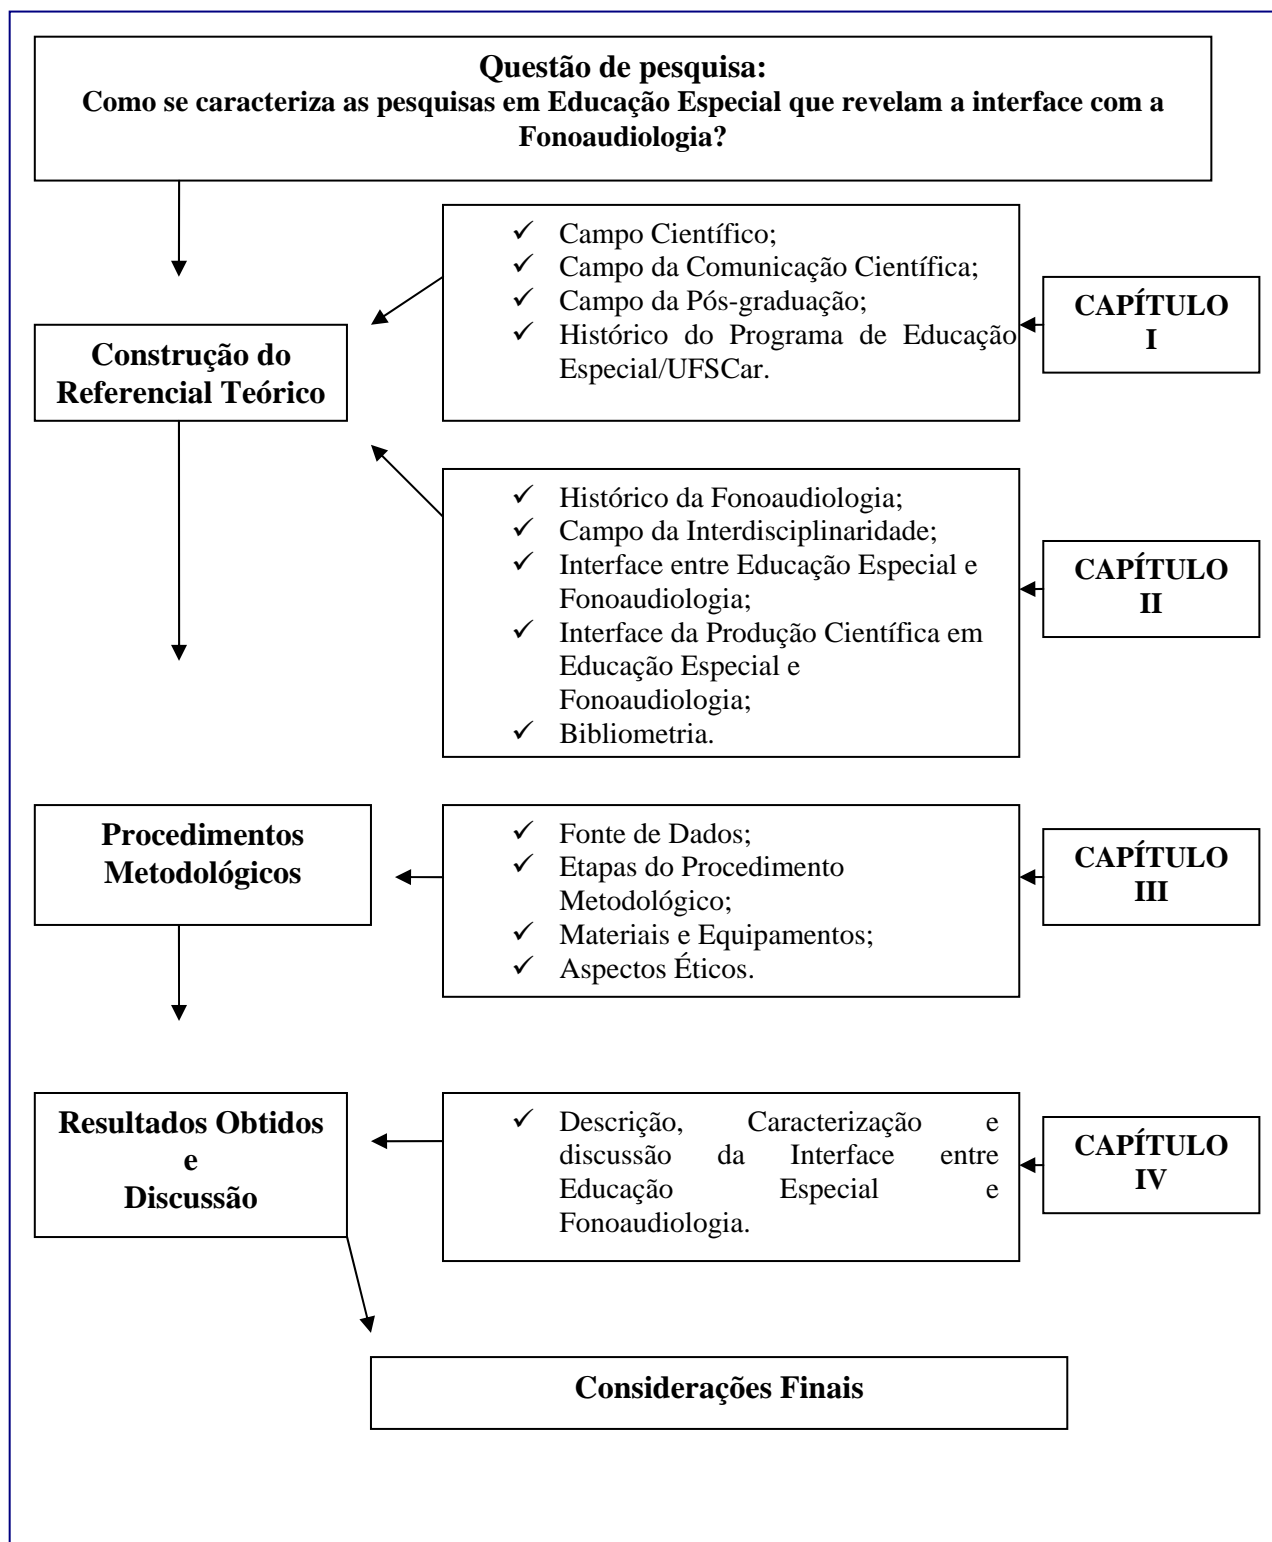 Questão de pesquisa:
Como se caracteriza as pesquisas em Educação Especial que revelam a interface com a
Fonoaudiologia?
✓ Campo Científico;
✓ Campo da Comunicação Científica;
✓ Campo da Pós-graduação;
✓ Histórico do Programa de Educação
Especial/UFSCar.
CAPÍTULO
I
Construção do
Referencial Teórico
✓ Histórico da Fonoaudiologia;
✓ Campo da Interdisciplinaridade;
✓ Interface entre Educação Especial e
Fonoaudiologia;
✓ Interface da Produção Científica em
Educação Especial e
Fonoaudiologia;
✓ Bibliometria.
CAPÍTULO
II
Procedimentos
Metodológicos
✓ Fonte de Dados;
✓ Etapas do Procedimento
Metodológico;
✓ Materiais e Equipamentos;
✓ Aspectos Éticos.
CAPÍTULO
III
Resultados Obtidos
e
Discussão
✓ Descrição, Caracterização e
discussão da Interface entre
Educação Especial e
Fonoaudiologia.
CAPÍTULO
IV
Considerações Finais